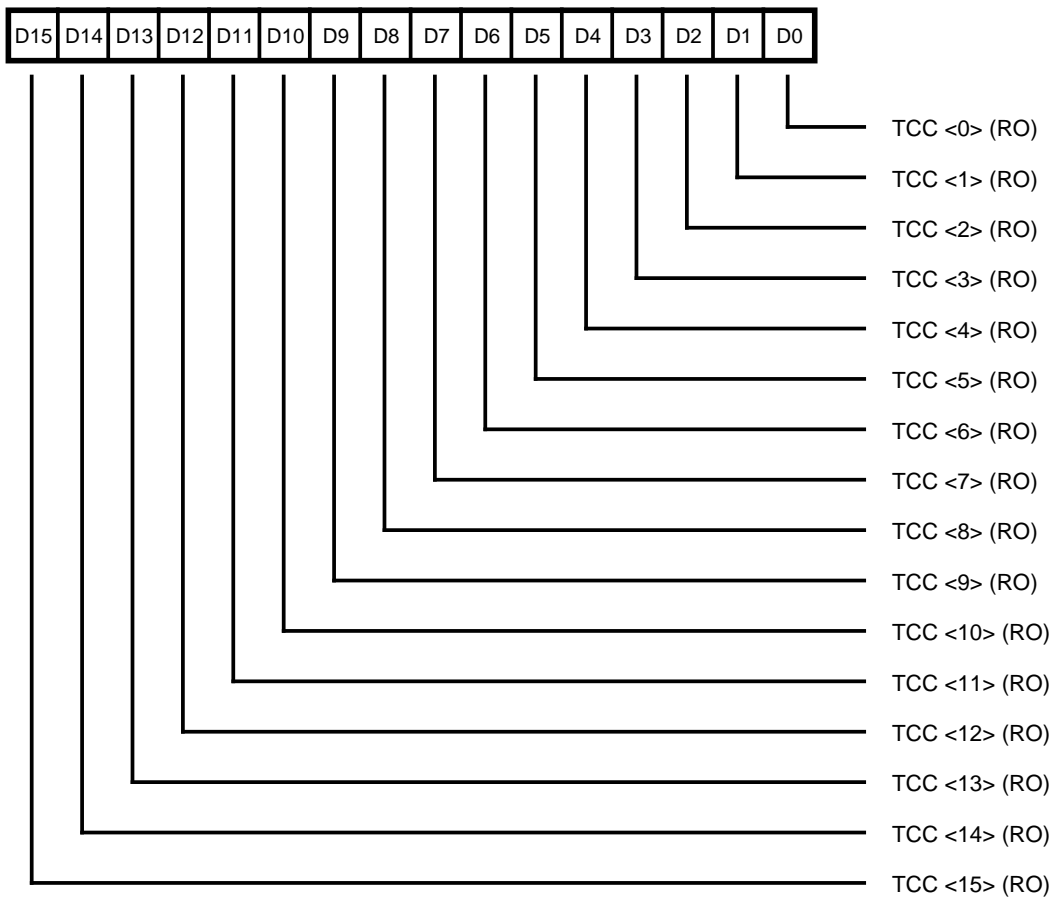 D15 D14 D13 D12 D11 D10 D9 D8 D7 D6 D5 D4 D3 D2 D1 D0
TCC <0> (RO)
TCC <1> (RO)
TCC <2> (RO)
TCC <3> (RO)
TCC <4> (RO)
TCC <5> (RO)
TCC <6> (RO)
TCC <7> (RO)
TCC <8> (RO)
TCC <9> (RO)
TCC <10> (RO)
TCC <11> (RO)
TCC <12> (RO)
TCC <13> (RO)
TCC <14> (RO)
TCC <15> (RO)